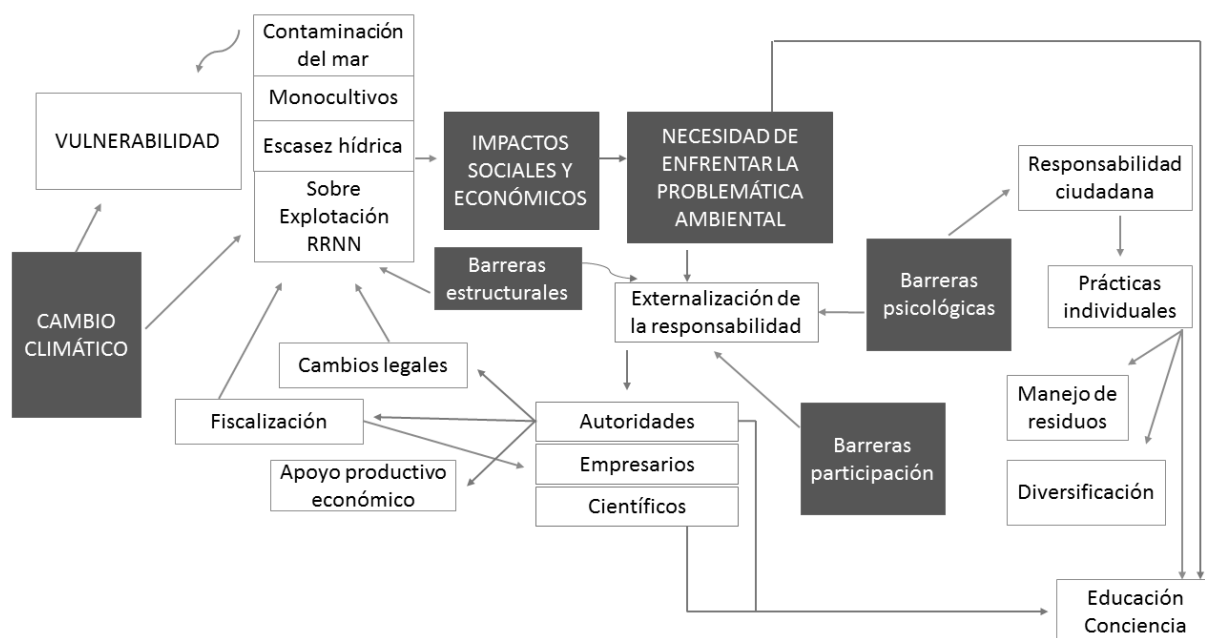 Contaminación
del mar
Monocultivos
Escasez hídrica
Sobre
Explotación
RRNN
VULNERABILIDAD
CAMBIO
CLIMÁTICO
IMPACTOS
SOCIALES Y
ECONÓMICOS
NECESIDAD DE
ENFRENTAR LA
PROBLEMÁTICA
AMBIENTAL
Barreras
estructurales
Externalización de
la responsabilidad
Barreras
psicológicas
Responsabilidad
ciudadana
Prácticas
individuales
Manejo de
residuos
Diversificación
Cambios legales
Fiscalización
Apoyo productivo
económico
Autoridades
Empresarios
Científicos
Barreras
participación
Educación
Conciencia